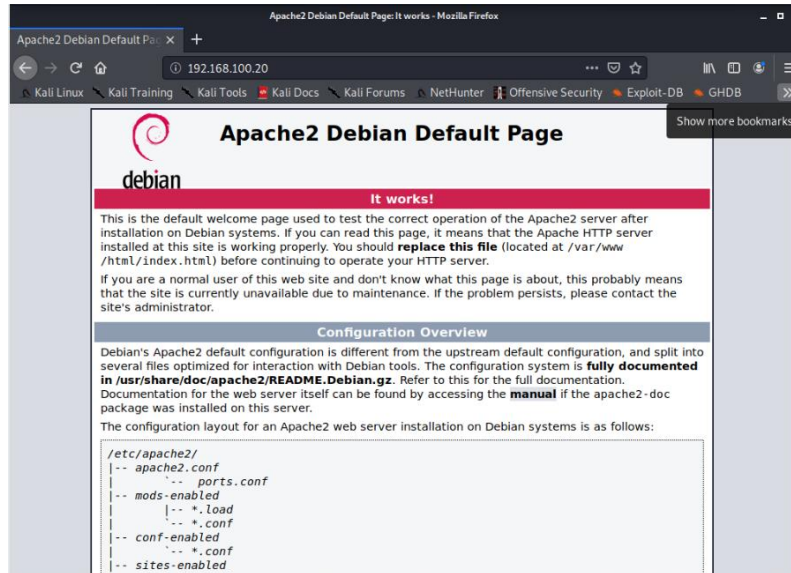 Apache2 Debian Default Page: It works - Mozilla Firefox
Apache2 Debian Default Pag
192.168.100.20
Kali Linux Kali Training Kali Tools Kali Docs Kali Forums NetHunter Offensive Security Exploit-DB GHDB
Show more bookmarks
Apache2 Debian Default Page
debian
It works!
This is the default welcome page used to test the correct operation of the Apache2 server after
installation on Debian systems. If you can read this page, it means that the Apache HTTP server
installed at this site is working properly. You should replace this file (located at /var/www
/html/index.html) before continuing to operate your HTTP server.
If you are a normal user of this web site and don't know what this page is about, this probably means
that the site is currently unavailable due to maintenance. If the problem persists, please contact the
site's administrator.
Configuration Overview
Debian's Apache2 default configuration is different from the upstream default configuration, and split into
several files optimized for interaction with Debian tools. The configuration system is fully documented
in /usr/share/doc/apache2/README.Debian.gz. Refer to this for the full documentation.
Documentation for the web server itself can be found by accessing the manual if the apache2-doc
package was installed on this server.
The configuration layout for an Apache2 web server installation on Debian systems is as follows:
/etc/apache2/
|-- apache2.conf
|       `--  ports.conf
|-- mods-enabled
|       |-- *.load
|       `-- *.conf
|-- conf-enabled
|       `-- *.conf
|-- sites-enabled